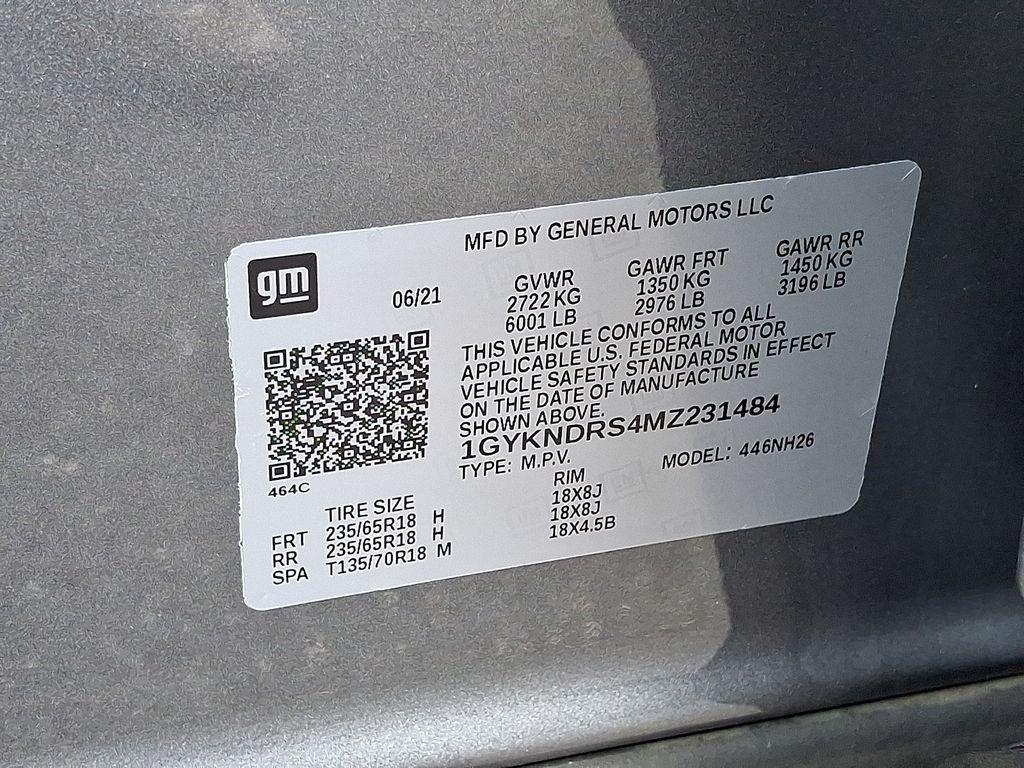 MFD BY GENERAL MOTORS LLC
gm
06/21
GVWR GAWR FRT GAWR RR
2722 KG 1350 KG 1450 KG
6001 LB 2976 LB 3196 LB
THIS VEHICLE CONFORMS TO ALL
APPLICABLE U.S. FEDERAL MOTOR
VEHICLE SAFETY STANDARDS IN EFFECT
ON THE DATE OF MANUFACTURE
SHOWN ABOVE.
1GYKNDRS4MZ231484
TYPE: M.P.V. MODEL: 446NH26
464C
TIRE SIZE RIM
FRT 235/65R18 H 18X8J
RR 235/65R18 H 18X8J
SPA T135/70R18 M 18X4.5B